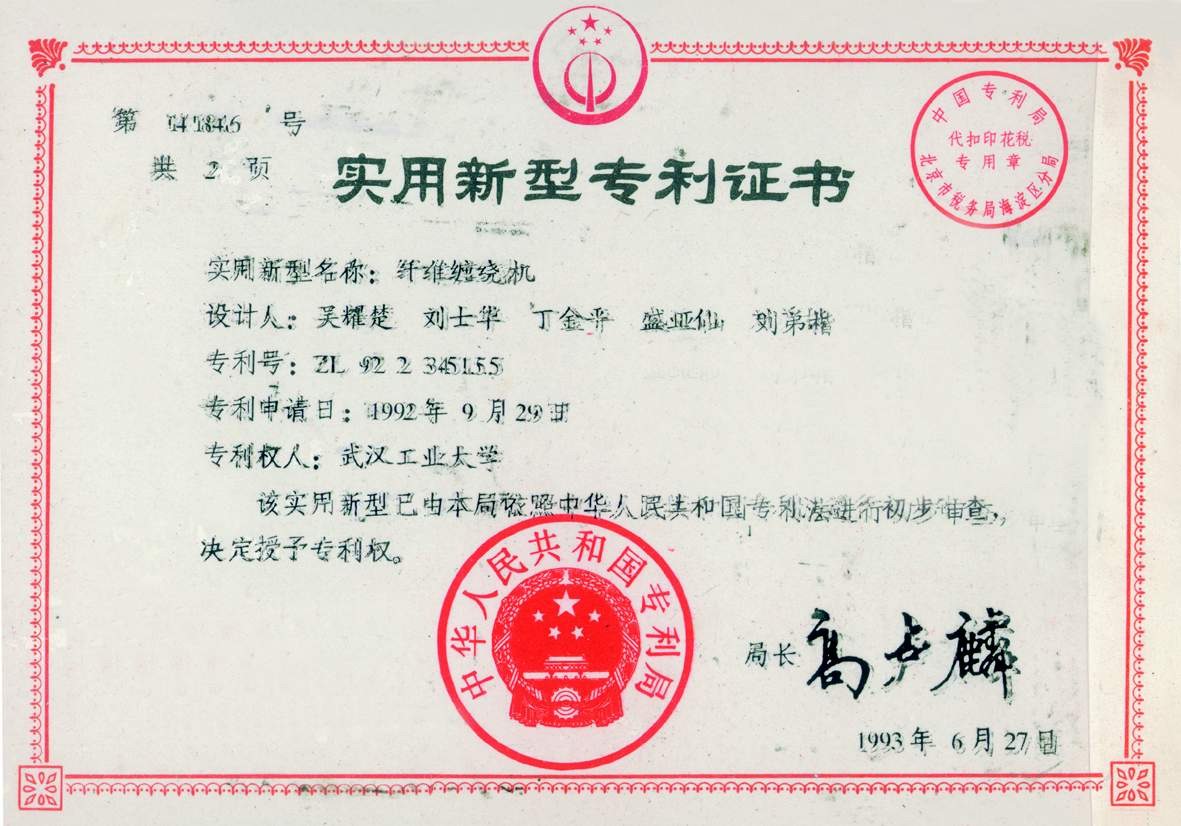 第 141846 号
共 2 页
实用新型专利证书
中国专利局
代扣印花税
专用章
北京市税务局海淀区分局
实用新型名称：纤维缠绕机
设计人：吴耀楚 刘士华 丁金平 盛亚仙 刘弟楷
专利号：ZL 92 2 34515.5
专利申请日：1992年 9 月 29日
专利权人：武汉工业大学
该实用新型已由本局依照中华人民共和国专利法进行初步审查，
决定授予专利权。
中华人民共和国专利局
局长 高卢麟
1993年 6月27日